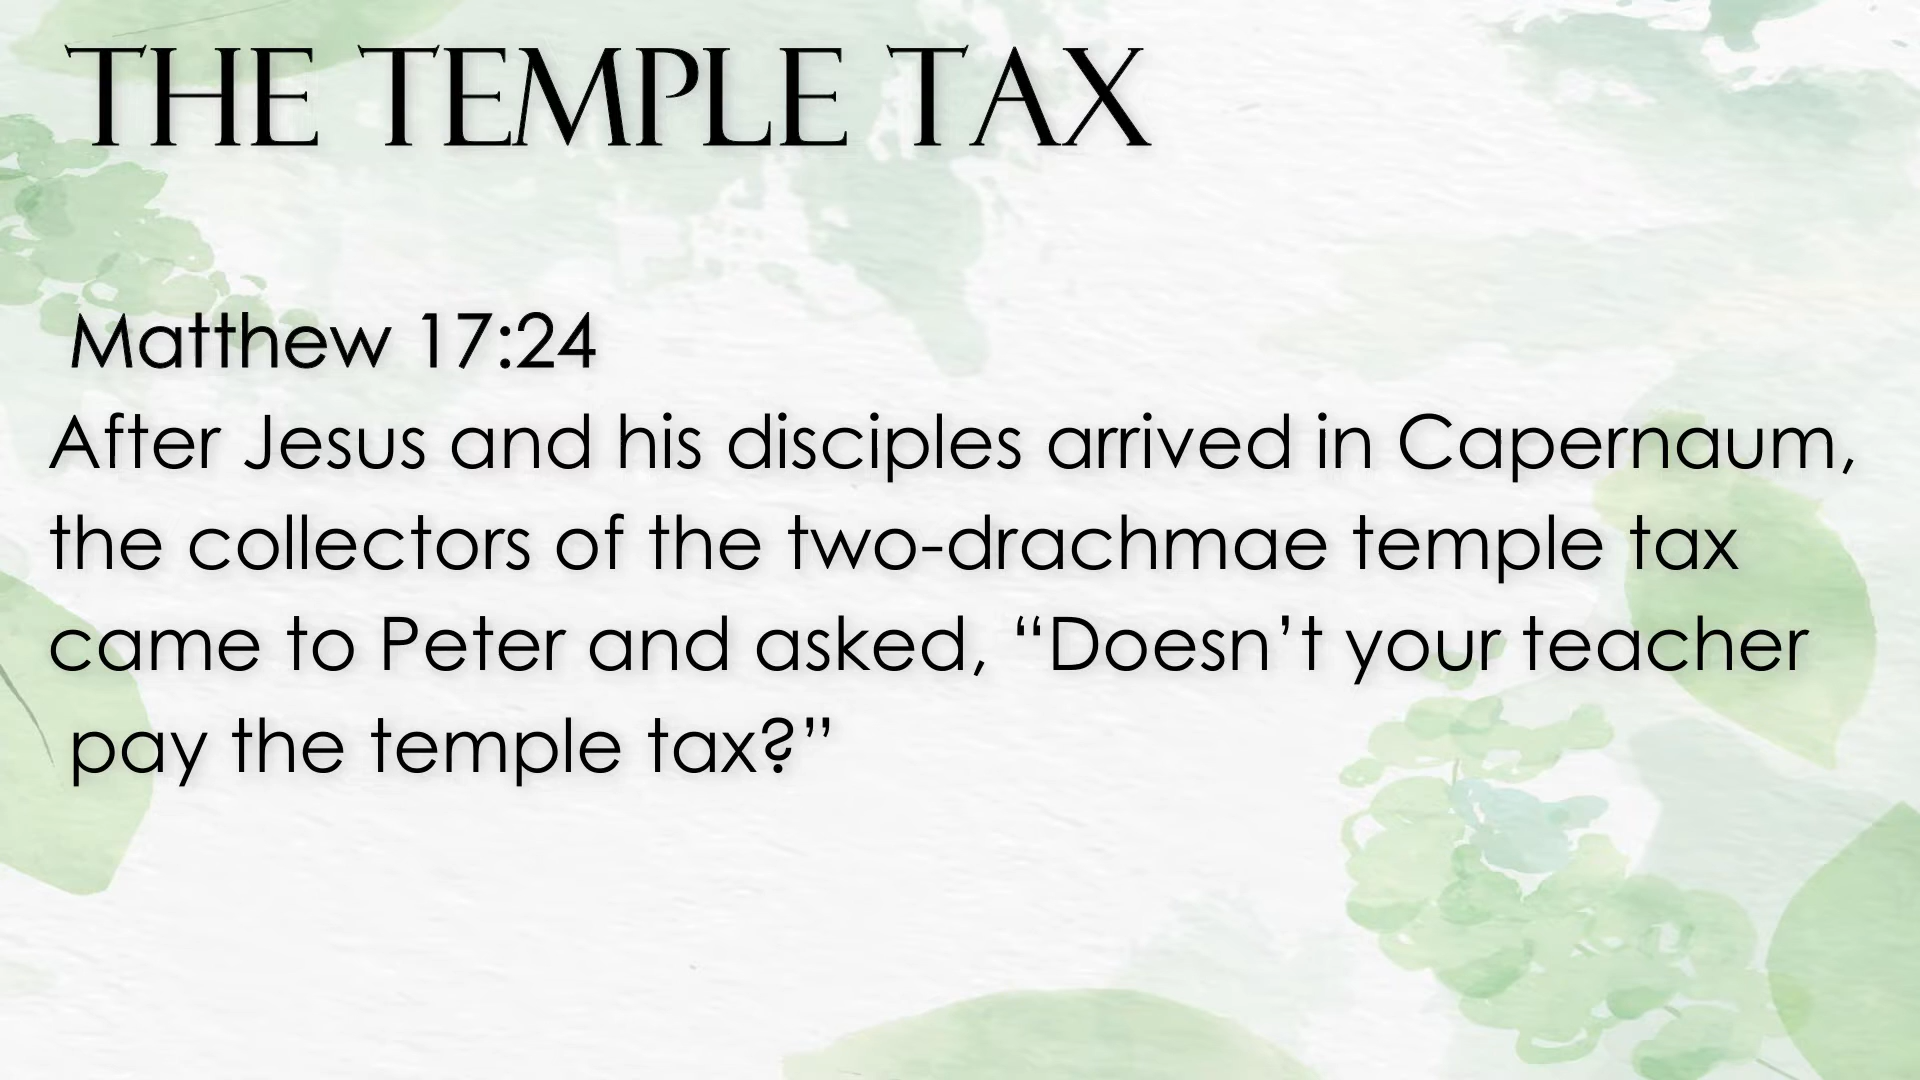 THE TEMPLE TAX
Matthew 17:24
After Jesus and his disciples arrived in Capernaum,
the collectors of the two-drachmae temple tax
came to Peter and asked, “Doesn’t your teacher
pay the temple tax?”